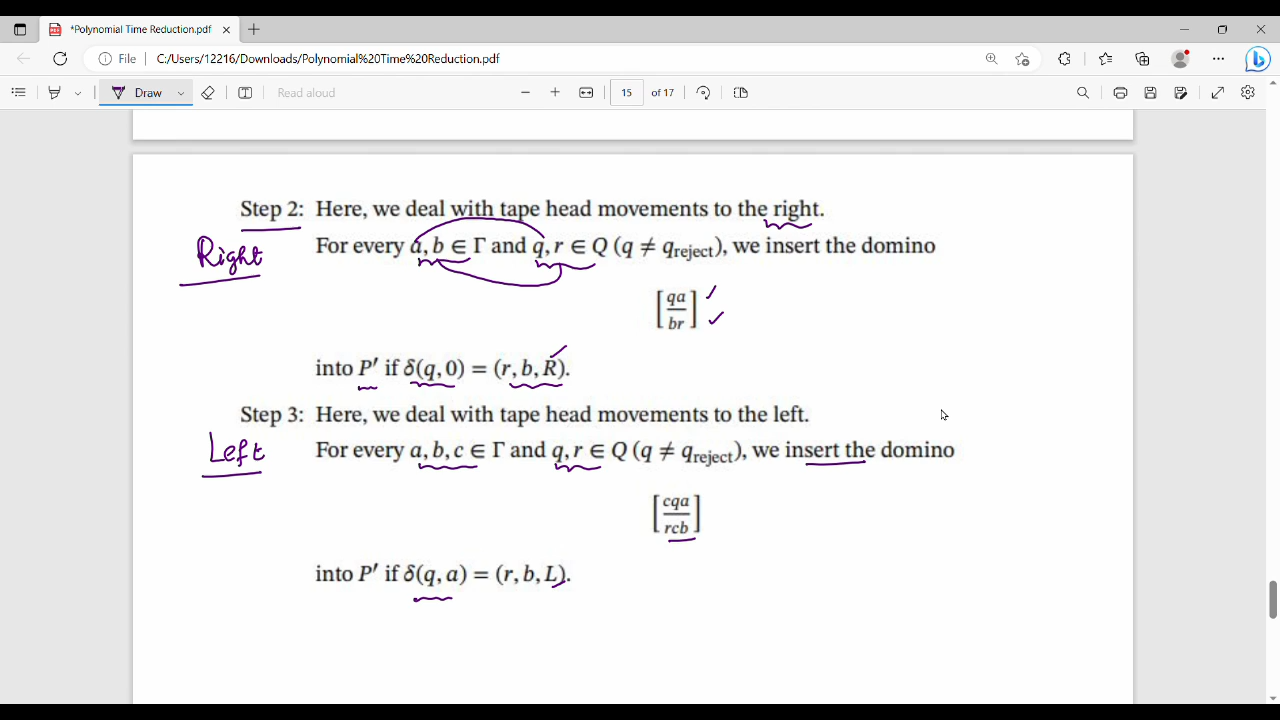 *Polynomial Time Reduction.pdf
File | C:/Users/12216/Downloads/Polynomial%20Time%20Reduction.pdf
Draw
Read aloud
15 of 17
Step 2: Here, we deal with tape head movements to the right.
Right
For every a, b ∈ Γ and q, r ∈ Q (q ≠ qreject), we insert the domino
[qa/br]
into P′ if δ(q, 0) = (r, b, R).
Step 3: Here, we deal with tape head movements to the left.
Left
For every a, b, c ∈ Γ and q, r ∈ Q (q ≠ qreject), we insert the domino
[cqa/rcb]
into P′ if δ(q, a) = (r, b, L).